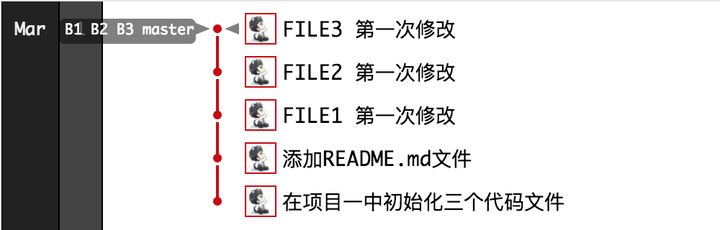 Mar B1 B2 B3 master FILE3 第一次修改
FILE2 第一次修改
FILE1 第一次修改
添加README.md文件
在项目一中初始化三个代码文件